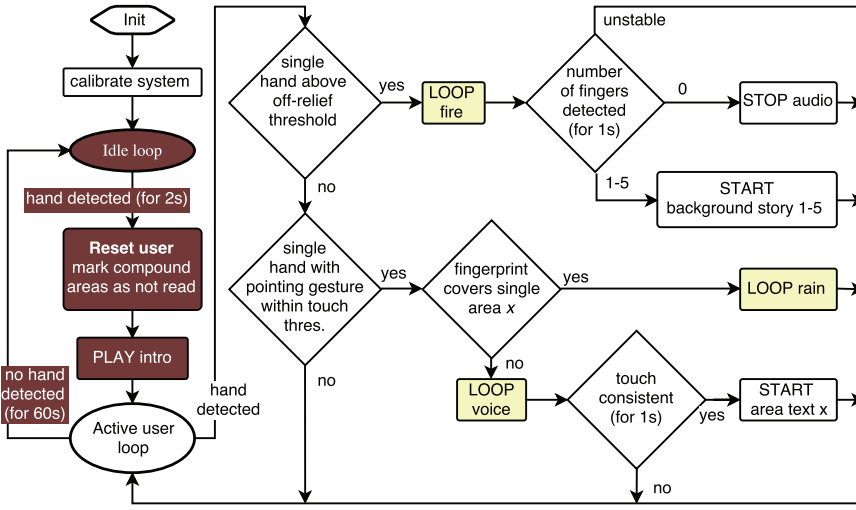 Init
calibrate system
Idle loop
hand detected (for 2s)
Reset user
mark compound
areas as not read
PLAY intro
no hand
detected
(for 60s)
Active user
loop
hand
detected
single
hand above
off-relief
threshold
yes
LOOP
fire
number
of fingers
detected
(for 1s)
unstable
0
STOP audio
1-5
START
background story 1-5
no
single
hand with
pointing gesture
within touch
thres.
yes
fingerprint
covers single
area x
yes
LOOP rain
no
no
LOOP
voice
touch
consistent
(for 1s)
yes
START
area text x
no